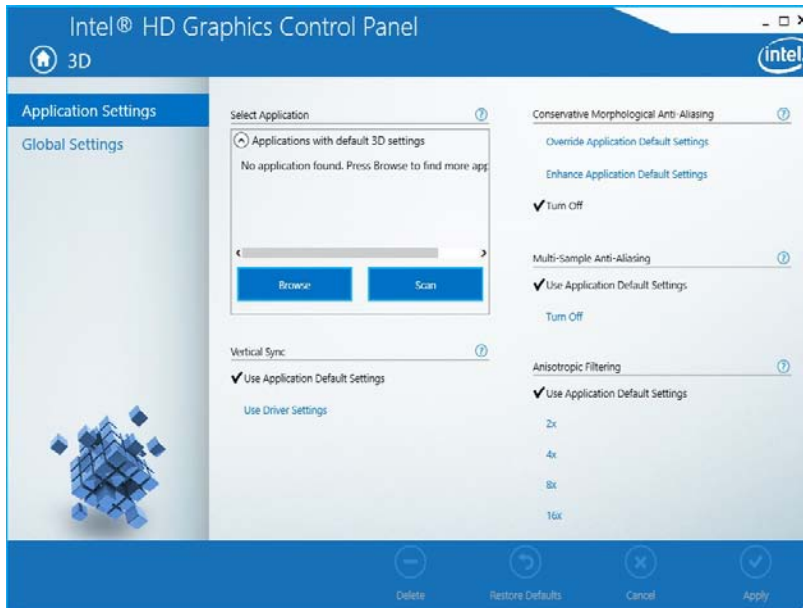 Intel® HD Graphics Control Panel
3D
intel
Application Settings
Global Settings
Select Application
Applications with default 3D settings
No application found. Press Browse to find more app
Browse
Scan
Vertical Sync
Use Application Default Settings
Use Driver Settings
Conservative Morphological Anti-Aliasing
Override Application Default Settings
Enhance Application Default Settings
Turn Off
Multi-Sample Anti-Aliasing
Use Application Default Settings
Turn Off
Anisotropic Filtering
Use Application Default Settings
2x
4x
8x
16x
Delete
Restore Defaults
Cancel
Apply